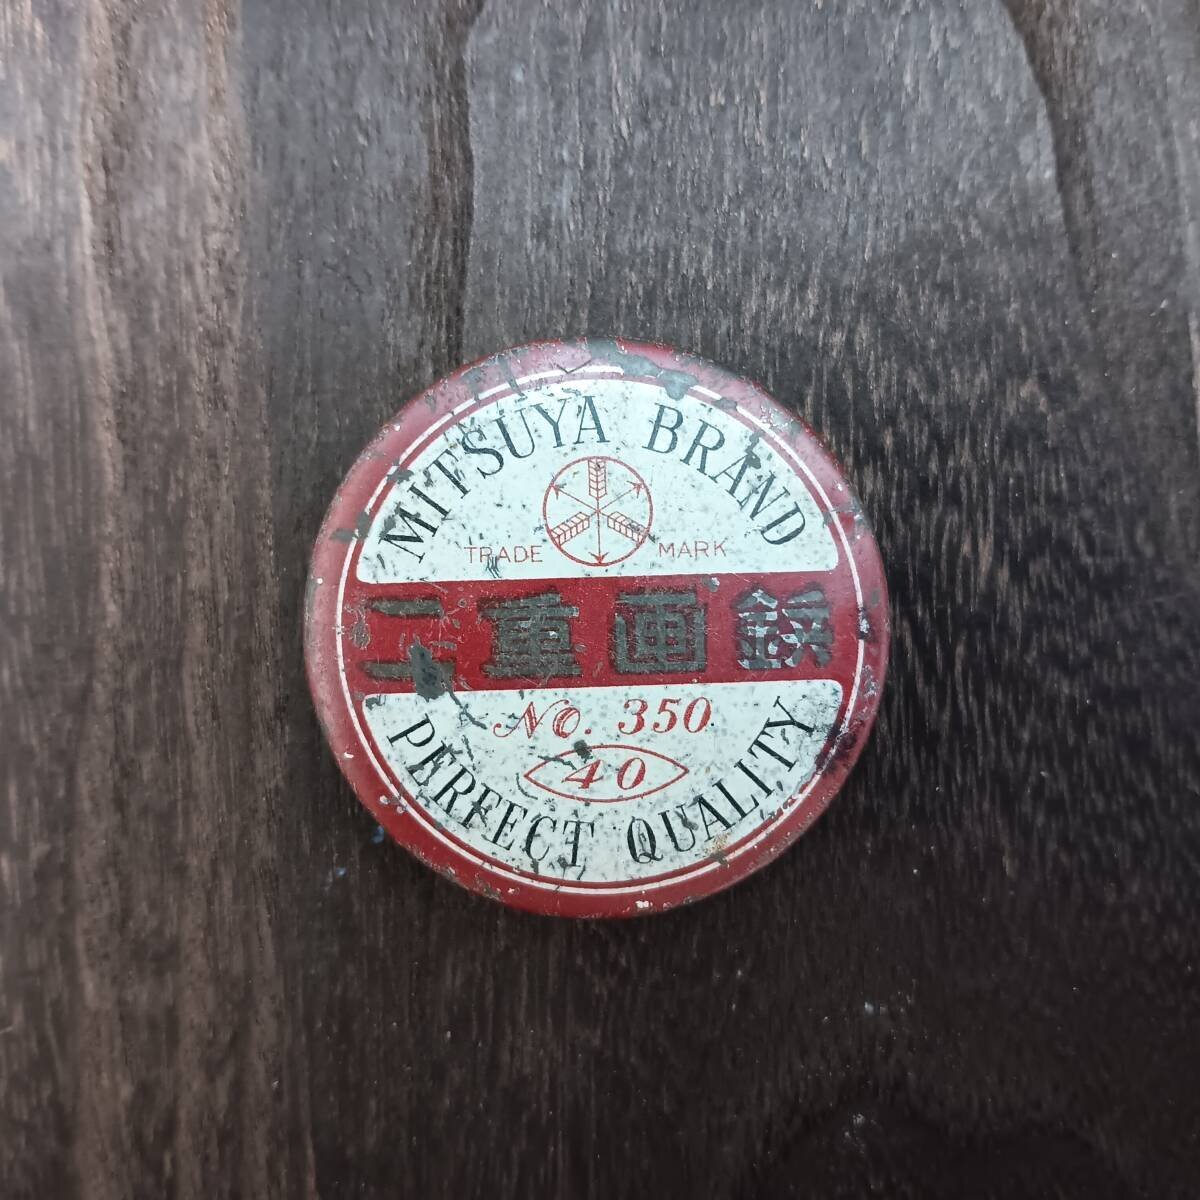 MITSUYA BRAND
TRADE MARK
二重画鋲
No. 350
40
PERFECT QUALITY